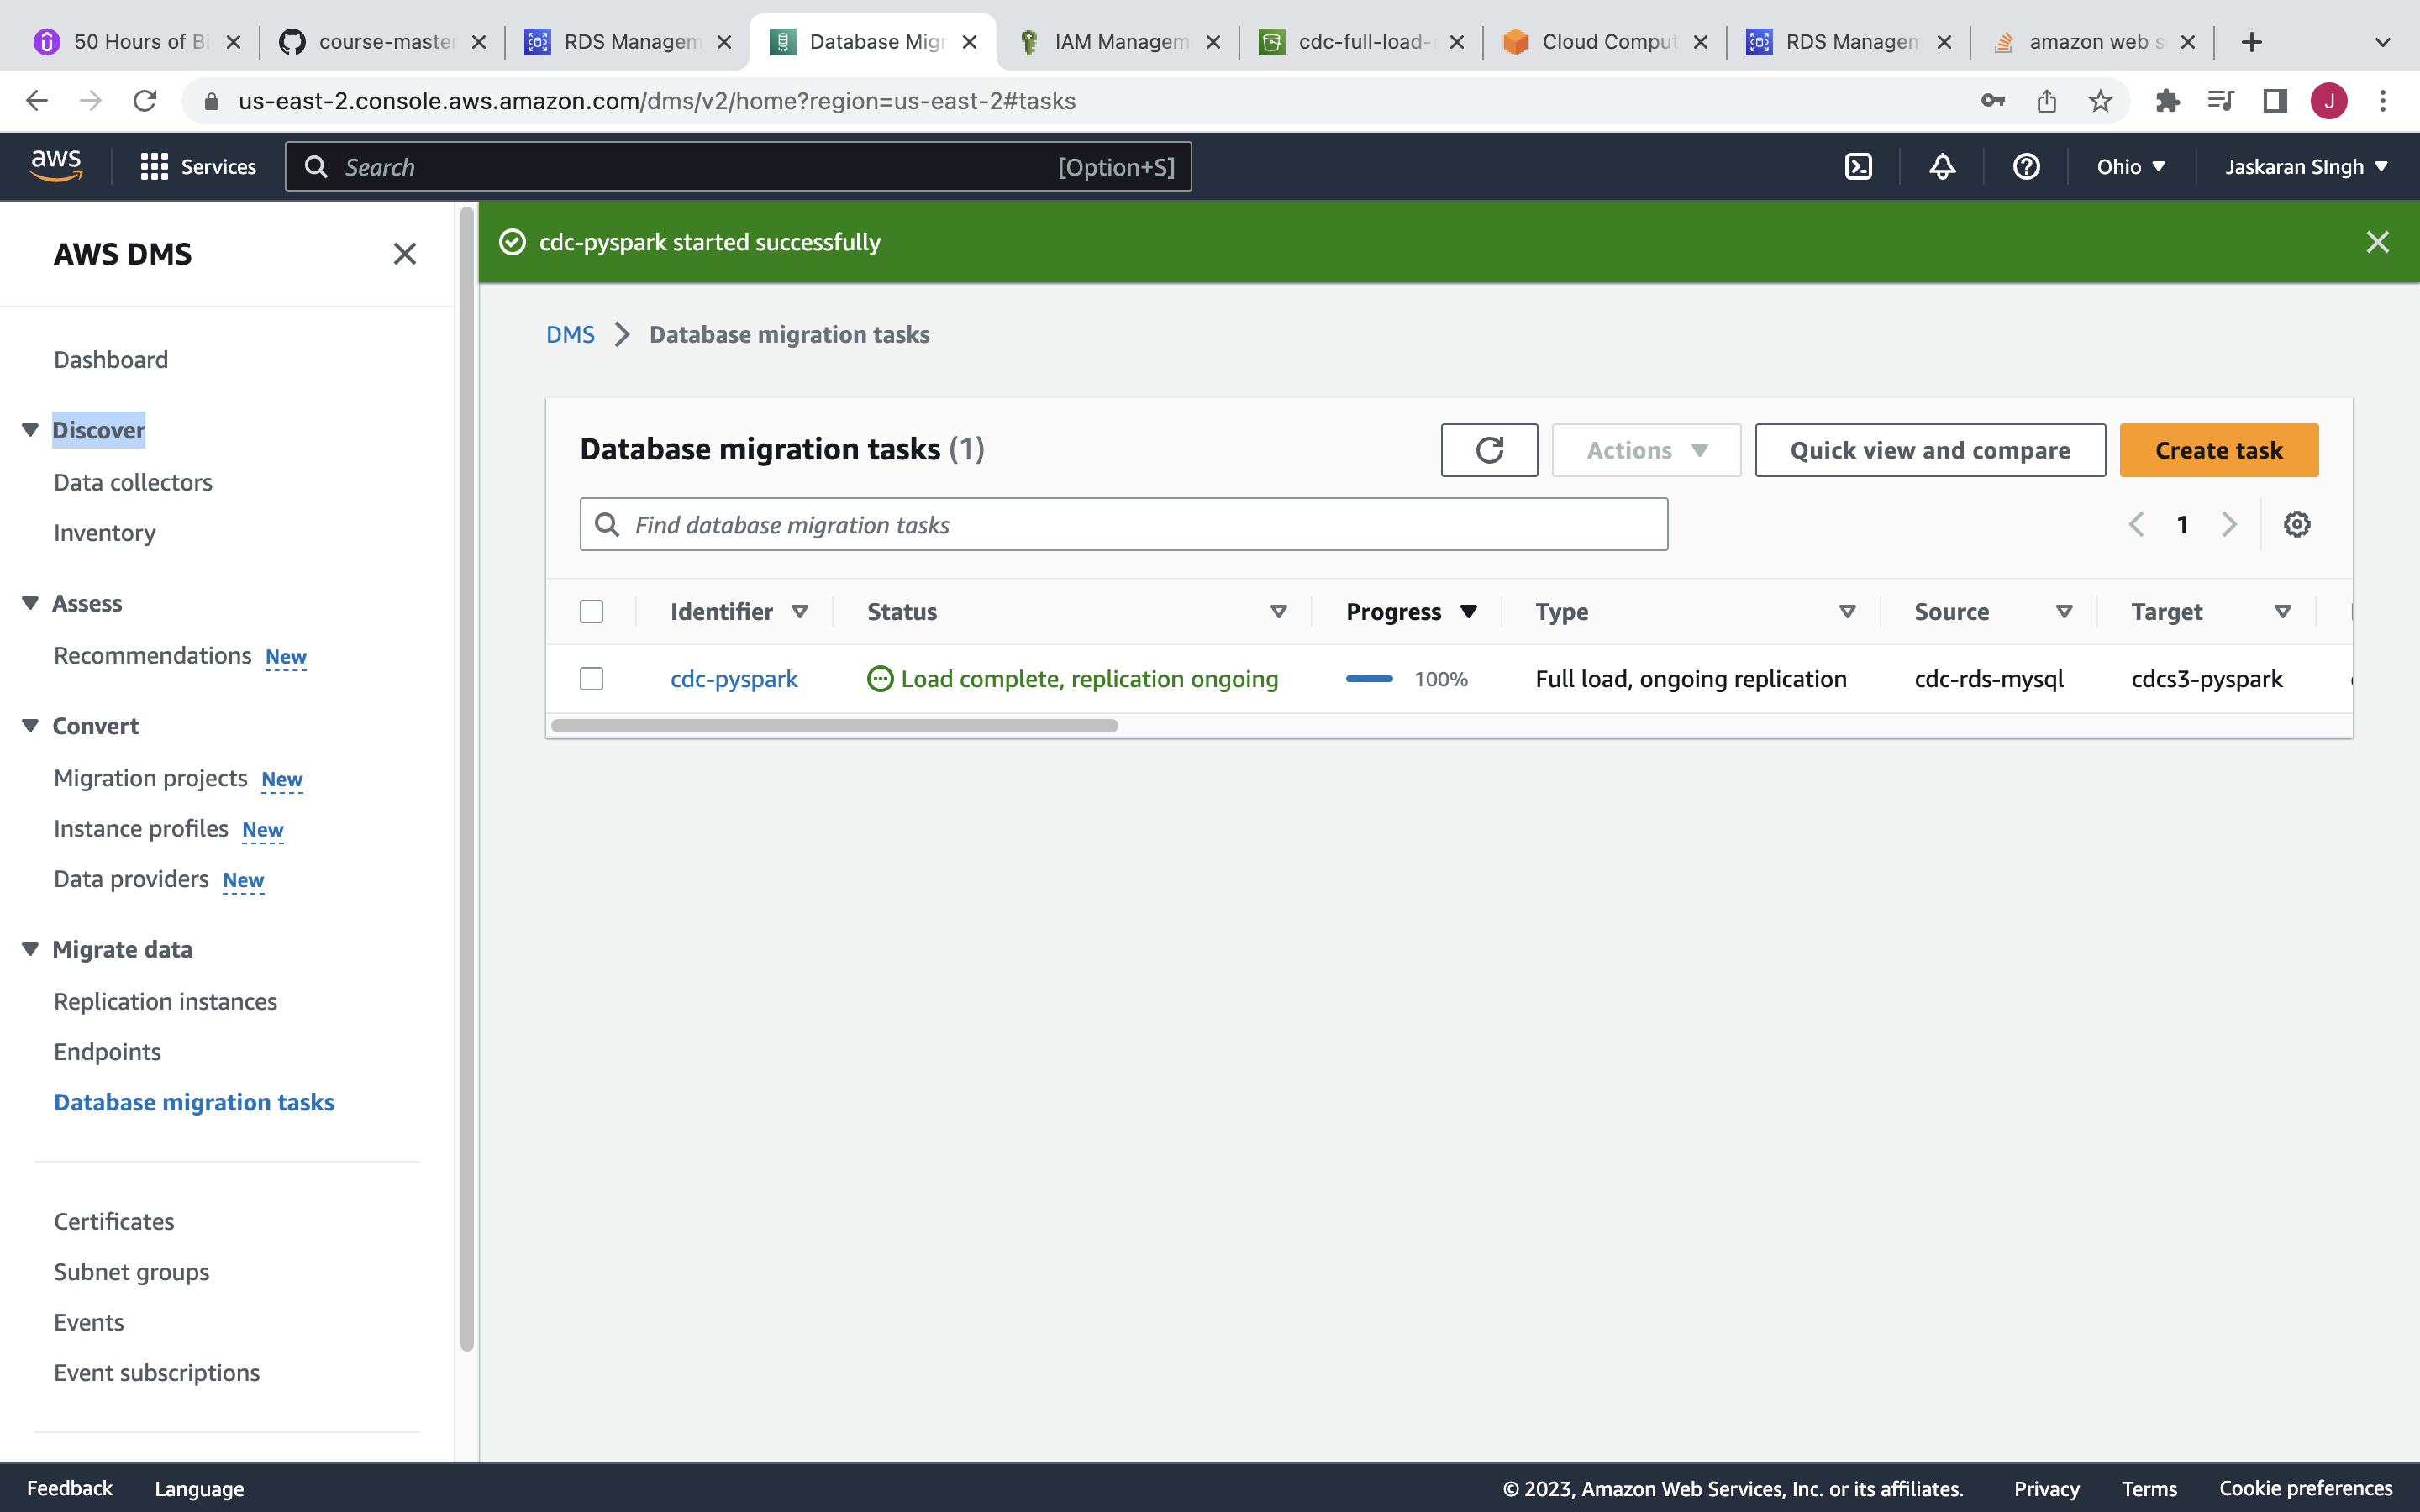 50 Hours of Bi
course-master
RDS Managem
Database Migr
IAM Managem
cdc-full-load-
Cloud Comput
RDS Managem
amazon web s
us-east-2.console.aws.amazon.com/dms/v2/home?region=us-east-2#tasks
J
aws
Services
Search
[Option+S]
Ohio
Jaskaran SIngh
AWS DMS
Dashboard
Discover
Data collectors
Inventory
Assess
Recommendations New
Convert
Migration projects New
Instance profiles New
Data providers New
Migrate data
Replication instances
Endpoints
Database migration tasks
Certificates
Subnet groups
Events
Event subscriptions
cdc-pyspark started successfully
DMS
Database migration tasks
Database migration tasks (1)
Actions
Quick view and compare
Create task
Find database migration tasks
1
Identifier Status Progress Type Source Target
cdc-pyspark Load complete, replication ongoing 100% Full load, ongoing replication cdc-rds-mysql cdcs3-pyspark
Feedback
Language
© 2023, Amazon Web Services, Inc. or its affiliates.
Privacy
Terms
Cookie preferences